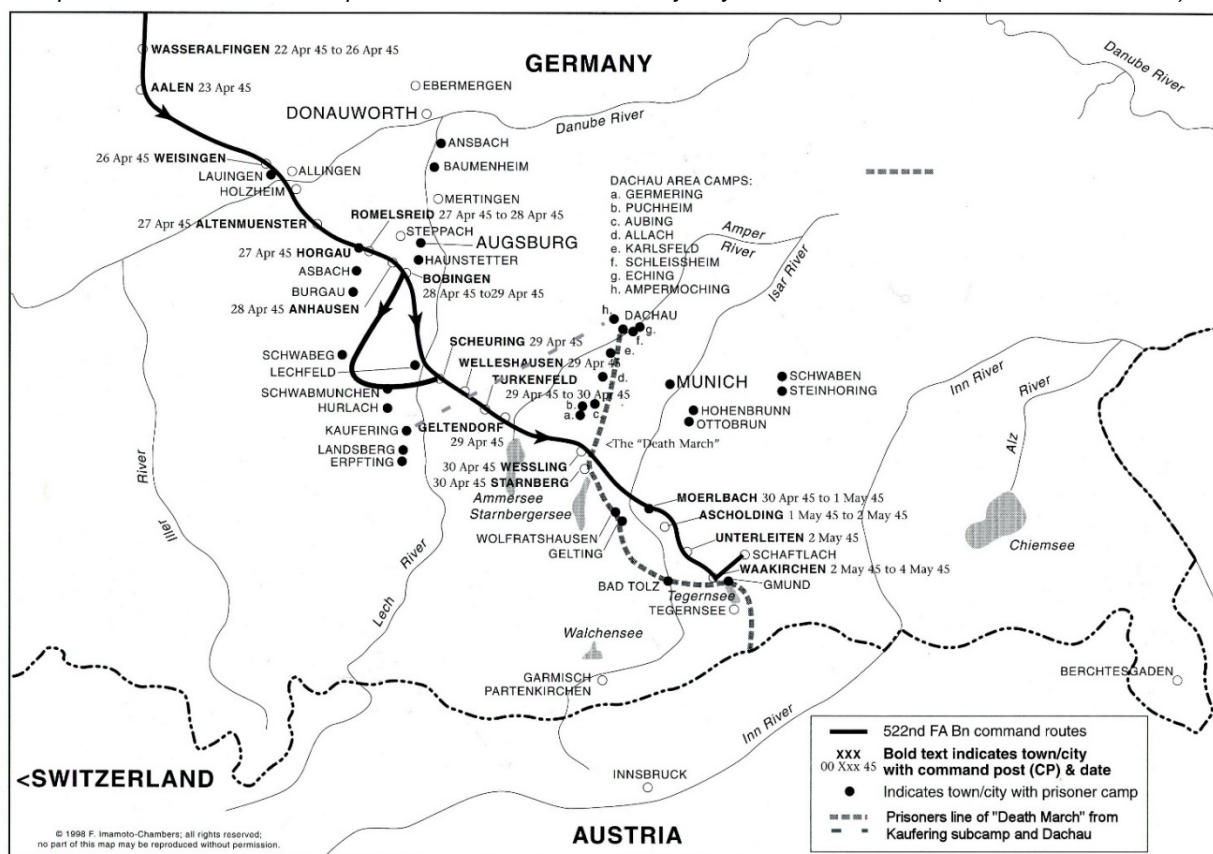 WASSERALFINGEN 22 Apr 45 to 26 Apr 45
GERMANY
Danube River
AALEN 23 Apr 45
EBERMERGEN
DONAUWORTH
Danube River
ANSBACH
26 Apr 45 WEISINGEN
ALLINGEN
BAUMENHEIM
LAUINGEN
HOLZHEIM
MERTINGEN
DACHAU AREA CAMPS:
a. GERMERING
b. PUCHHEIM
c. AUBING
d. ALLACH
e. KARLSFELD
f. SCHLEISSHEIM
g. ECHING
h. AMPERMOCHING
ROMELSREID 27 Apr 45 to 28 Apr 45
27 Apr 45 ALTENMUENSTER
STEPPACH
Amper
River
AUGSBURG
27 Apr 45 HORGAU
HAUNSTETTER
Isar River
ASBACH
BOBINGEN
28 Apr 45 to29 Apr 45
BURGAU
28 Apr 45 ANHAUSEN
h.
DACHAU
g.
f.
SCHEURING 29 Apr 45
e.
SCHWABEG
WELLESHAUSEN 29 Apr 45
LECHFELD
TURKENFELD
29 Apr 45 to 30 Apr 45
d.
MUNICH
SCHWABEN
STEINHORING
Inn River
River
Alz
SCHWABMUNCHEN
HURLACH
b.
c.
a.
HOHENBRUNN
OTTOBRUN
KAUFERING
GELTENDORF
29 Apr 45
<The "Death March"
LANDSBERG
ERPFTING
30 Apr 45 WESSLING
30 Apr 45 STARNBERG
River
Iller
Ammersee
Starnbergersee
MOERLBACH 30 Apr 45 to 1 May 45
ASCHOLDING 1 May 45 to 2 May 45
WOLFRATSHAUSEN
GELTING
UNTERLEITEN 2 May 45
SCHAFTLACH
Chiemsee
WAAKIRCHEN 2 May 45 to 4 May 45
BAD TOLZ
GMUND
Tegernsee
TEGERNSEE
River
Lech
Walchensee
GARMISCH
PARTENKIRCHEN
BERCHTESGADEN
Inn River
<SWITZERLAND
INNSBRUCK
AUSTRIA
522nd FA Bn command routes
XXX
00 Xxx 45
Bold text indicates town/city
with command post (CP) & date
Indicates town/city with prisoner camp
Prisoners line of "Death March" from
Kaufering subcamp and Dachau
© 1998 F. Imamoto-Chambers; all rights reserved;
no part of this map may be reproduced without permission.